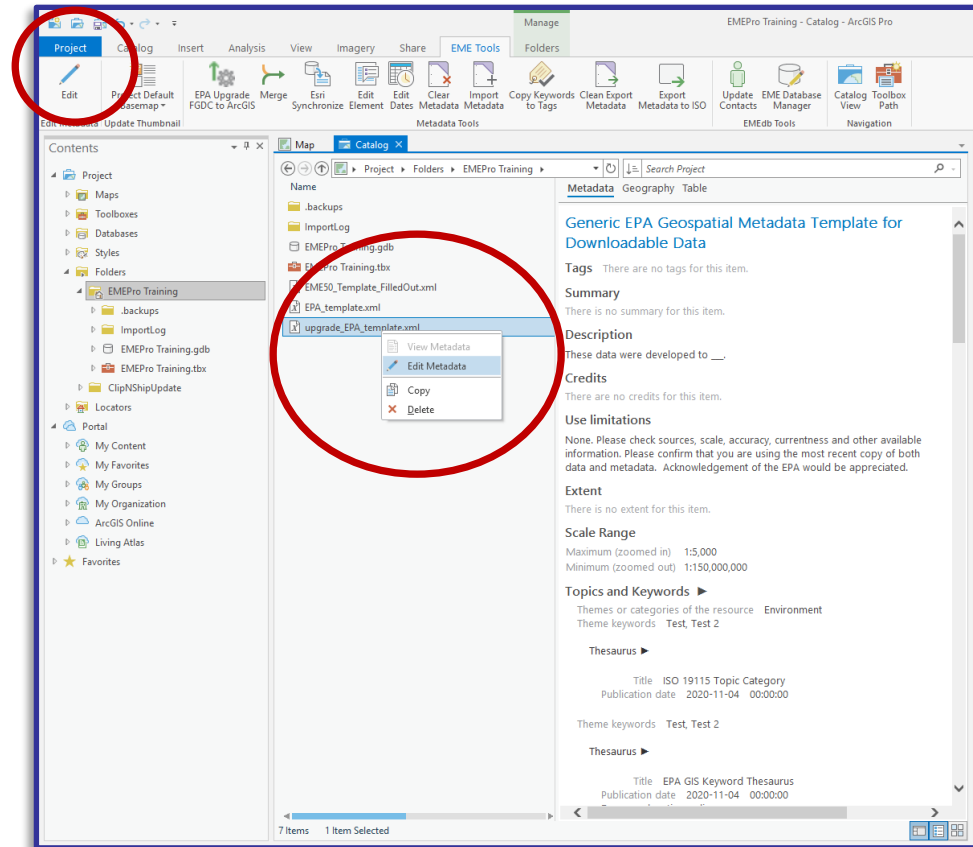 Manage
EMEPro Training - Catalog - ArcGIS Pro
Project Catalog Insert Analysis View Imagery Share EME Tools Folders
Edit
Project Default
Basemap
EPA Upgrade
FGDC to ArcGIS
Merge
Esri
Synchronize
Edit
Element
Edit
Dates
Clear
Metadata
Import
Metadata
Copy Keywords
to Tags
Clean Export
Metadata
Export
Metadata to ISO
Update
Contacts
EME Database
Manager
Catalog
View
Toolbox
Path
Edit Metadata Update Thumbnail Metadata Tools EMEdb Tools Navigation
Contents
Project
Maps
Toolboxes
Databases
Styles
Folders
EMEPro Training
.backups
ImportLog
EMEPro Training.gdb
EMEPro Training.tbx
ClipNShipUpdate
Locators
Portal
My Content
My Favorites
My Groups
My Organization
ArcGIS Online
Living Atlas
Favorites
Map Catalog
Project Folders EMEPro Training
Search Project
Name
.backups
ImportLog
EMEPro Training.gdb
EMEPro Training.tbx
EME50_Template_FilledOut.xml
EPA_template.xml
upgrade_EPA_template.xml
View Metadata
Edit Metadata
Copy
Delete
7 Items 1 Item Selected
Metadata Geography Table
Generic EPA Geospatial Metadata Template for
Downloadable Data
Tags There are no tags for this item.
Summary
There is no summary for this item.
Description
These data were developed to __.
Credits
There are no credits for this item.
Use limitations
None. Please check sources, scale, accuracy, currentness and other available
information. Please confirm that you are using the most recent copy of both
data and metadata. Acknowledgement of the EPA would be appreciated.
Extent
There is no extent for this item.
Scale Range
Maximum (zoomed in) 1:5,000
Minimum (zoomed out) 1:150,000,000
Topics and Keywords
Themes or categories of the resource Environment
Theme keywords Test, Test 2
Thesaurus
Title ISO 19115 Topic Category
Publication date 2020-11-04 00:00:00
Theme keywords Test, Test 2
Thesaurus
Title EPA GIS Keyword Thesaurus
Publication date 2020-11-04 00:00:00